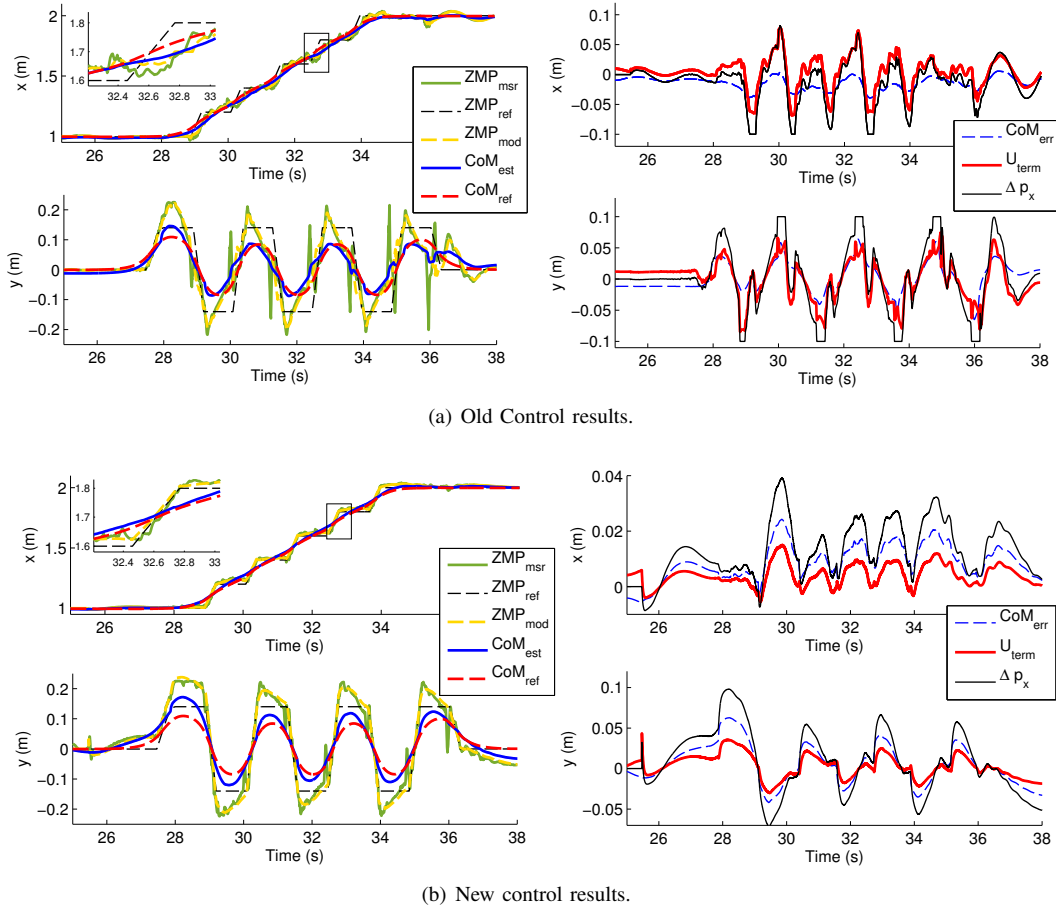 1.8
1.7
1.6
32.4 32.6 32.8 33
2
1.5
1
x (m)
26 28 30 32 34
Time (s)
ZMP_msr
ZMP_ref
ZMP_mod
CoM_est
CoM_ref
0.2
0.1
0
−0.1
−0.2
y (m)
26 28 30 32 34 36 38
Time (s)
0.1
0.05
0
−0.05
−0.1
x (m)
26 28 30 32 34
Time (s)
CoM_err
U_term
Δ p_x
0.1
0.05
0
−0.05
−0.1
y (m)
26 28 30 32 34 36 38
Time (s)
(a) Old Control results.
1.8
1.7
1.6
32.4 32.6 32.8 33
2
1.5
1
x (m)
26 28 30 32 34
Time (s)
ZMP_msr
ZMP_ref
ZMP_mod
CoM_est
CoM_ref
0.2
0.1
0
−0.1
−0.2
y (m)
26 28 30 32 34 36 38
Time (s)
0.04
0.02
0
x (m)
26 28 30 32 34
Time (s)
CoM_err
U_term
Δ p_x
0.1
0.05
0
−0.05
y (m)
26 28 30 32 34 36 38
Time (s)
(b) New control results.